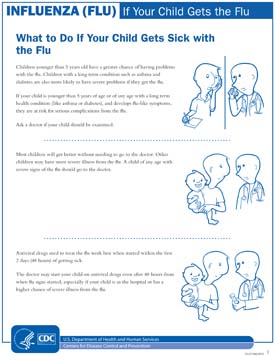 INFLUENZA (FLU) If Your Child Gets the Flu
What to Do If Your Child Gets Sick with
the Flu
Children younger than 5 years old have a greater chance of having problems
with the flu. Children with a long-term condition such as asthma and
diabetes are also more likely to have severe problems if they get the flu.
If your child is younger than 5 years of age or of any age with a long term
health condition (like asthma or diabetes), and develops flu-like symptoms,
they are at risk for serious complications from the flu.
Ask a doctor if your child should be examined.
Most children will get better without needing to go to the doctor. Other
children may have more severe illness from the flu. A child of any age with
severe signs of the flu should go to the doctor.
Antiviral drugs used to treat the flu work best when started within the first
2 days (48 hours) of getting sick.
The doctor may start your child on antiviral drugs even after 48 hours from
when flu signs started, especially if your child is in the hospital or has a
higher chance of severe illness from the flu.
CDC
U.S. Department of Health and Human Services
Centers for Disease Control and Prevention
1